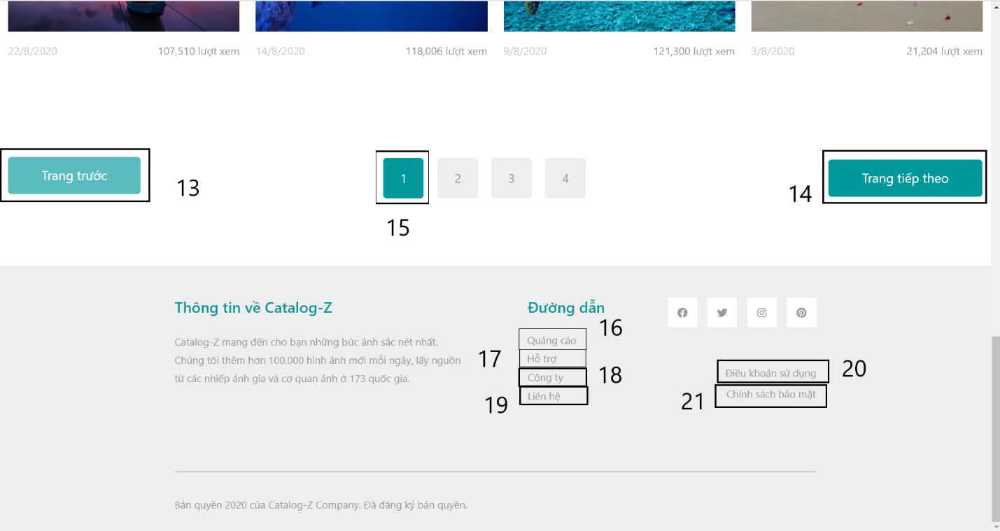 22/8/2020 107,510 lượt xem 14/8/2020 118,006 lượt xem 9/8/2020 121,300 lượt xem 3/8/2020 21,204 lượt xem
Trang trước 13
1 2 3 4
15
14 Trang tiếp theo
Thông tin về Catalog-Z
Catalog-Z mang đến cho bạn những bức ảnh sắc nét nhất.
Chúng tôi thêm hơn 100.000 hình ảnh mới mỗi ngày, lấy nguồn
từ các nhiếp ảnh gia và cơ quan ảnh ở 173 quốc gia.
Đường dẫn
Quảng cáo 16
17 Hỗ trợ
Công ty 18
19 Liên hệ
Điều khoản sử dụng 20
21 Chính sách bảo mật
Bản quyền 2020 của Catalog-Z Company. Đã đăng ký bản quyền.